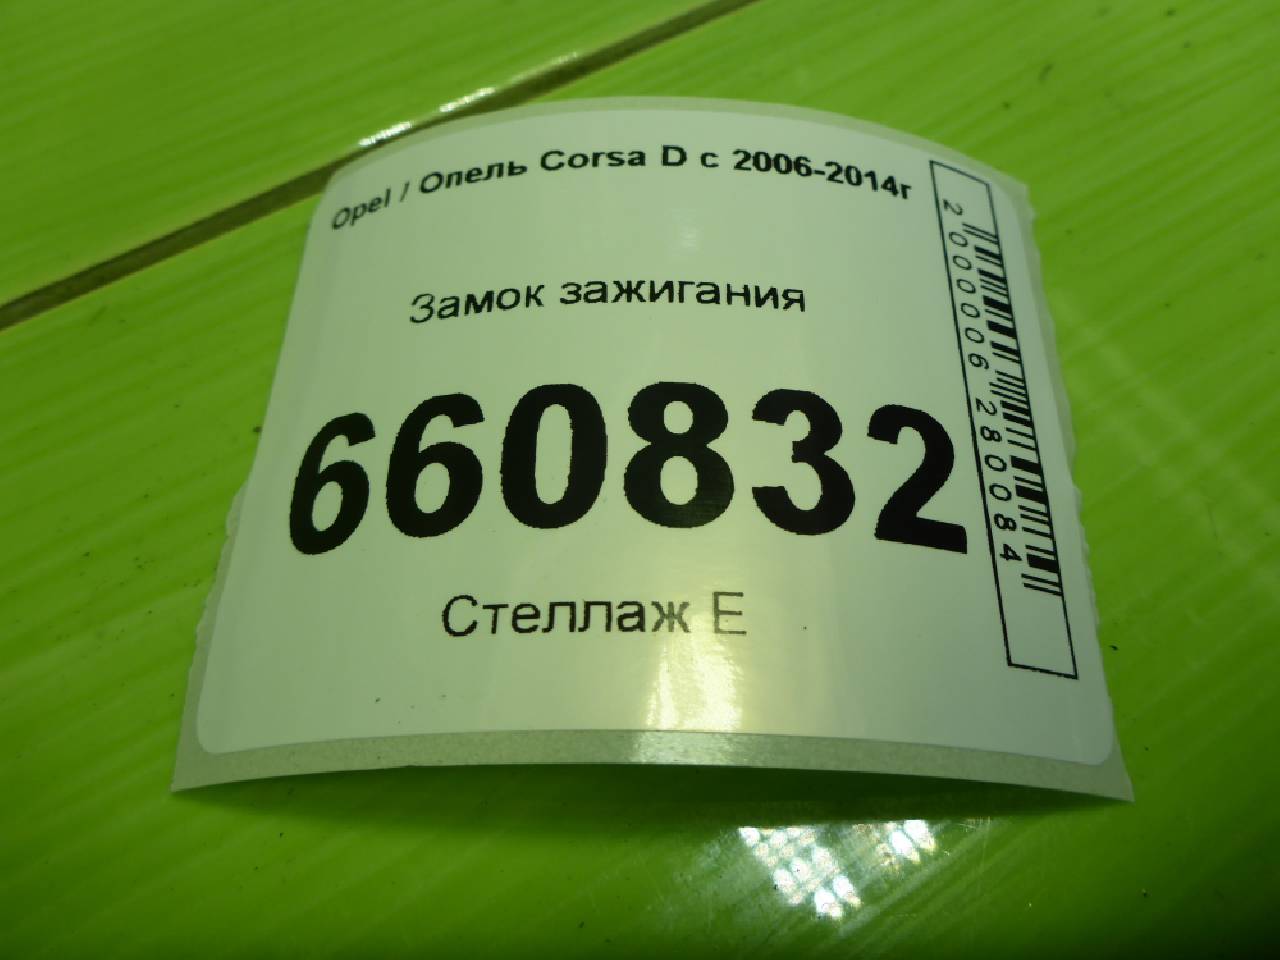 Opel / Опель Corsa D с 2006-2014г
Замок зажигания
660832
Стеллаж Е
2000006280084